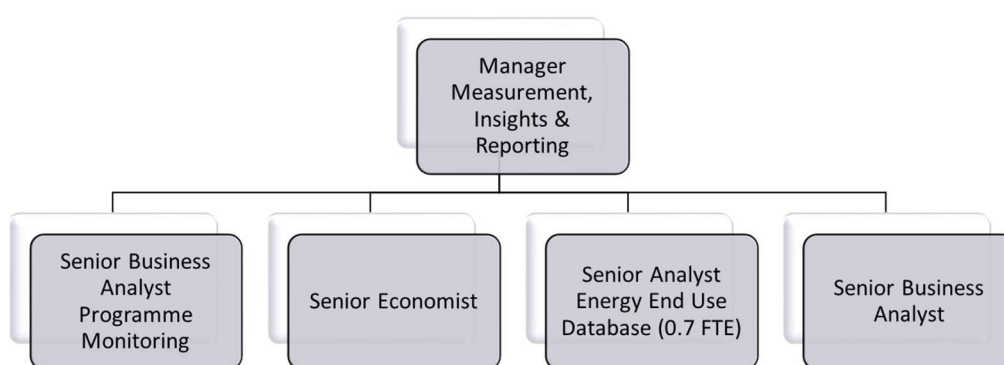 Manager
Measurement,
Insights &
Reporting
Senior Business
Analyst
Programme
Monitoring
Senior Economist
Senior Analyst
Energy End Use
Database (0.7 FTE)
Senior Business
Analyst